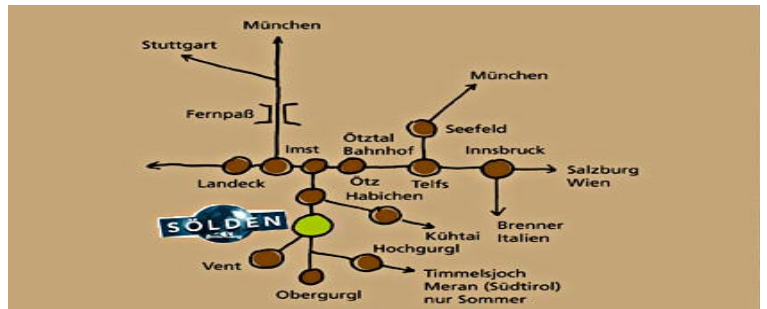 München
Stuttgart
München
Fernpaß
Seefeld
Imst
Ötztal
Bahnhof
Innsbruck
Landeck
Ötz
Telfs
Salzburg
Wien
Habichen
SÖLDEN
Kühtai
Brenner
Italien
Hochgurgl
Vent
Timmelsjoch
Meran (Südtirol)
nur Sommer
Obergurgl